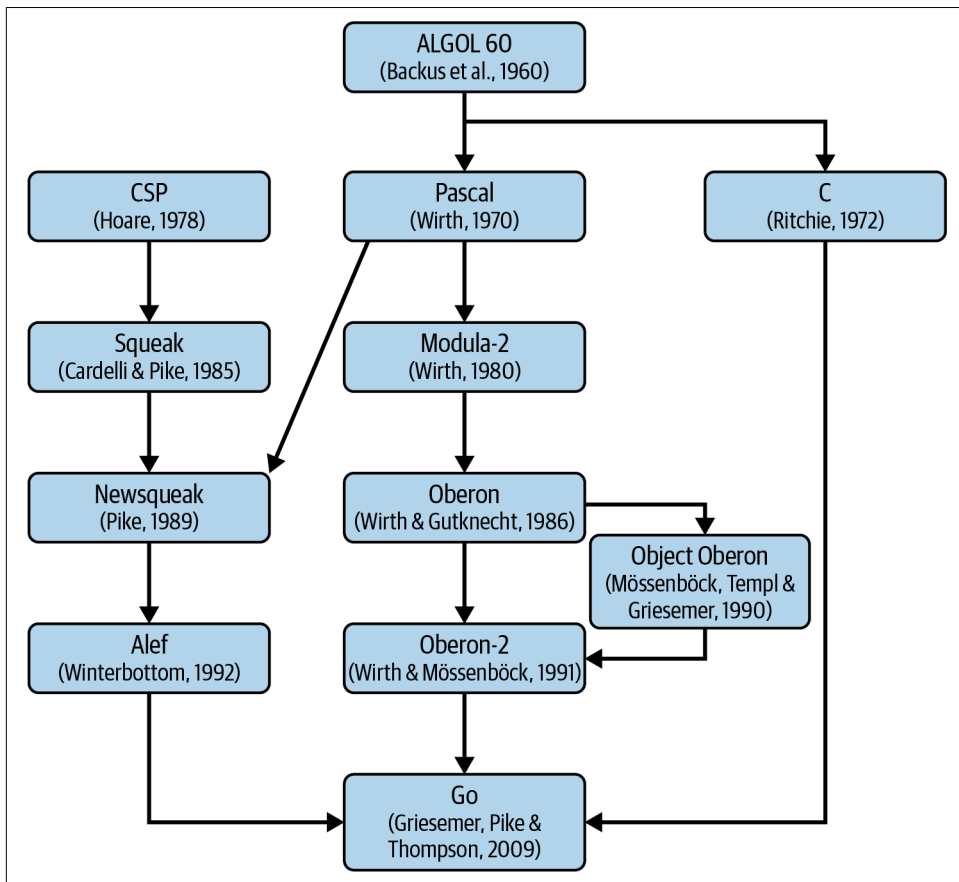 ALGOL 60
(Backus et al., 1960)
CSP
(Hoare, 1978)
Pascal
(Wirth, 1970)
C
(Ritchie, 1972)
Squeak
(Cardelli & Pike, 1985)
Modula-2
(Wirth, 1980)
Newsqueak
(Pike, 1989)
Oberon
(Wirth & Gutknecht, 1986)
Object Oberon
(Mössenböck, Templ &
Griesemer, 1990)
Alef
(Winterbottom, 1992)
Oberon-2
(Wirth & Mössenböck, 1991)
Go
(Griesemer, Pike &
Thompson, 2009)